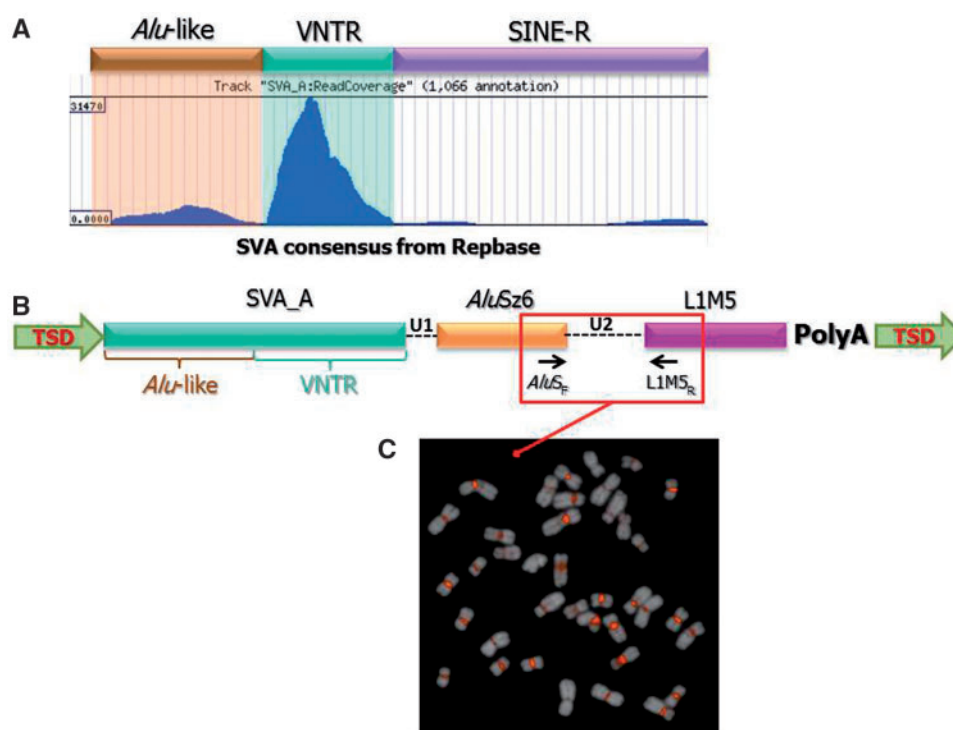 A
Alu-like VNTR SINE-R
Track "SVA_A:ReadCoverage" (1,066 annotation)
31470
0.0000
SVA consensus from Repbase
B
SVA_A AluSz6 L1M5
TSD U1 U2 PolyA TSD
Alu-like VNTR AluSF L1M5R
C